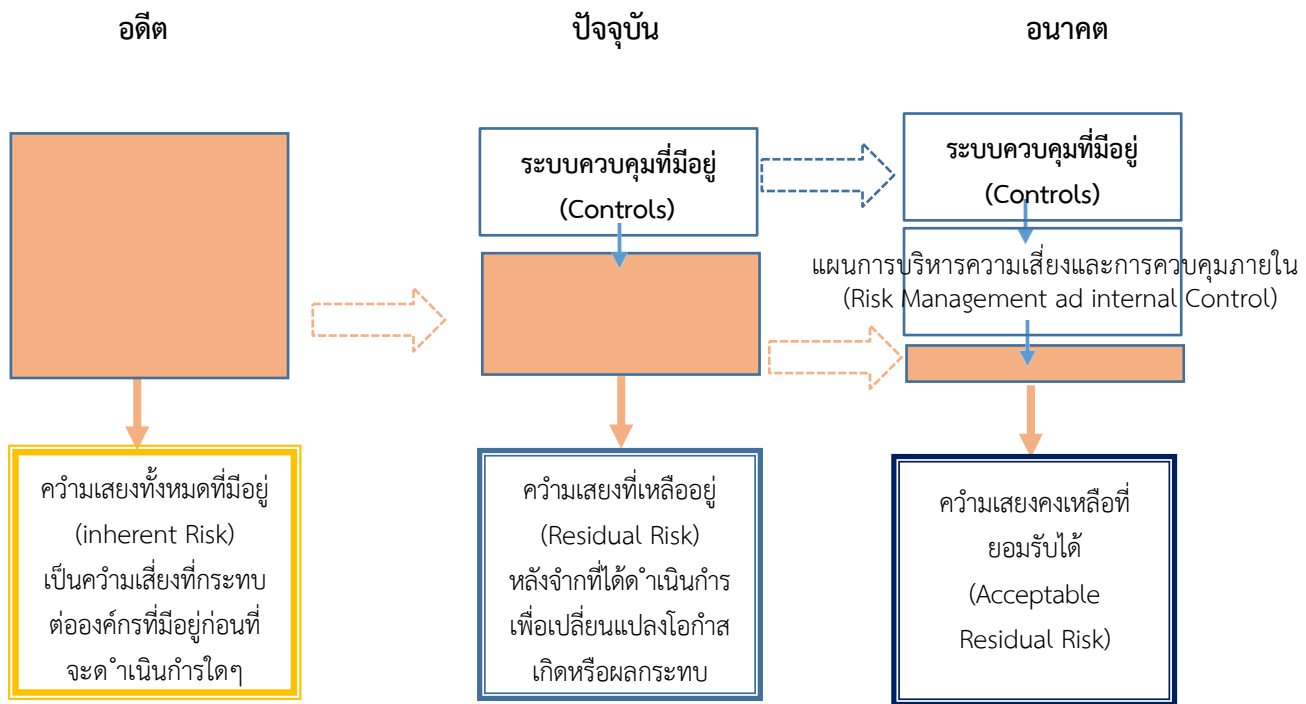 อดีต
ปัจจุบัน
อนาคต
ระบบควบคุมที่มีอยู่
(Controls)
ระบบควบคุมที่มีอยู่
(Controls)
แผนการบริหารความเสี่ยงและการควบคุมภายใน
(Risk Management ad internal Control)
ควำมเสยงทั้งหมดที่มีอยู่
(inherent Risk)
เป็นควำมเสี่ยงที่กระทบ
ต่อองค์กรที่มีอยู่ก่อนที่
จะด ำเนินกำรใดๆ
ควำมเสยงที่เหลืออยู่
(Residual Risk)
หลังจำกที่ได้ด ำเนินกำร
เพื่อเปลี่ยนแปลงโอกำส
เกิดหรือผลกระทบ
ควำมเสยงคงเหลือที่
ยอมรับได้
(Acceptable
Residual Risk)